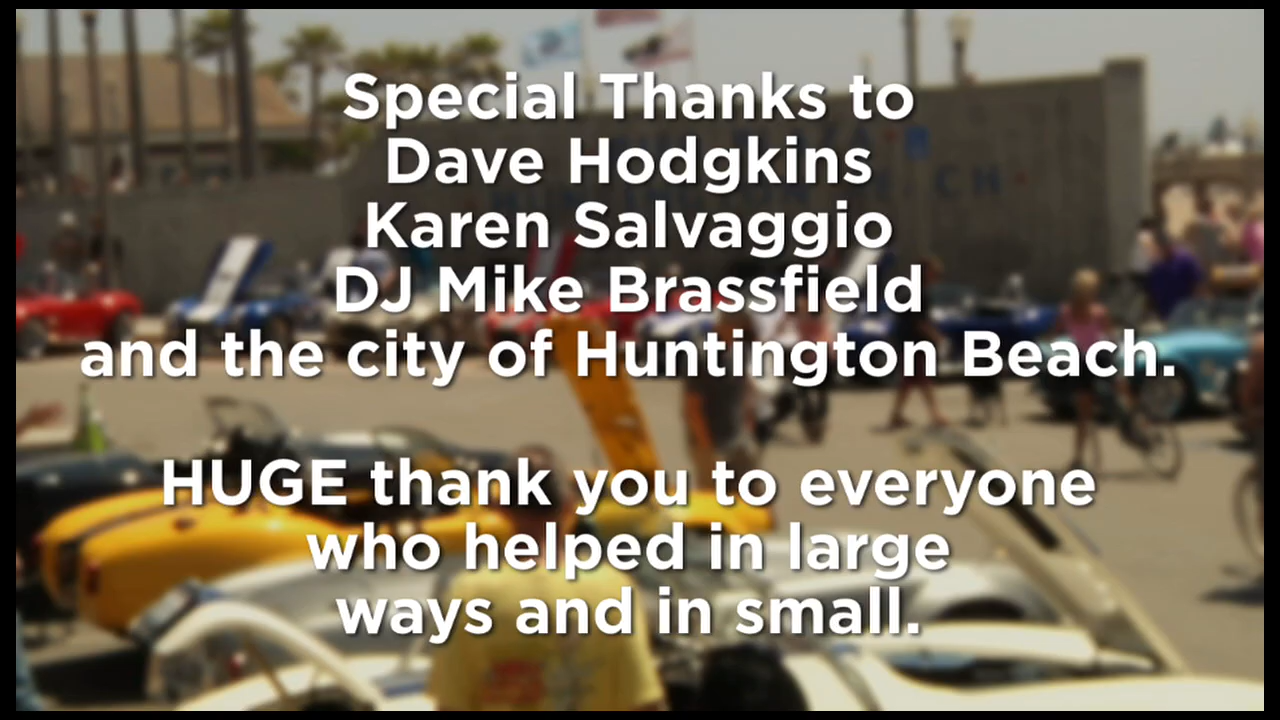 Special Thanks to
Dave Hodgkins
Karen Salvaggio
DJ Mike Brassfield
and the city of Huntington Beach.
HUGE thank you to everyone
who helped in large
ways and in small.